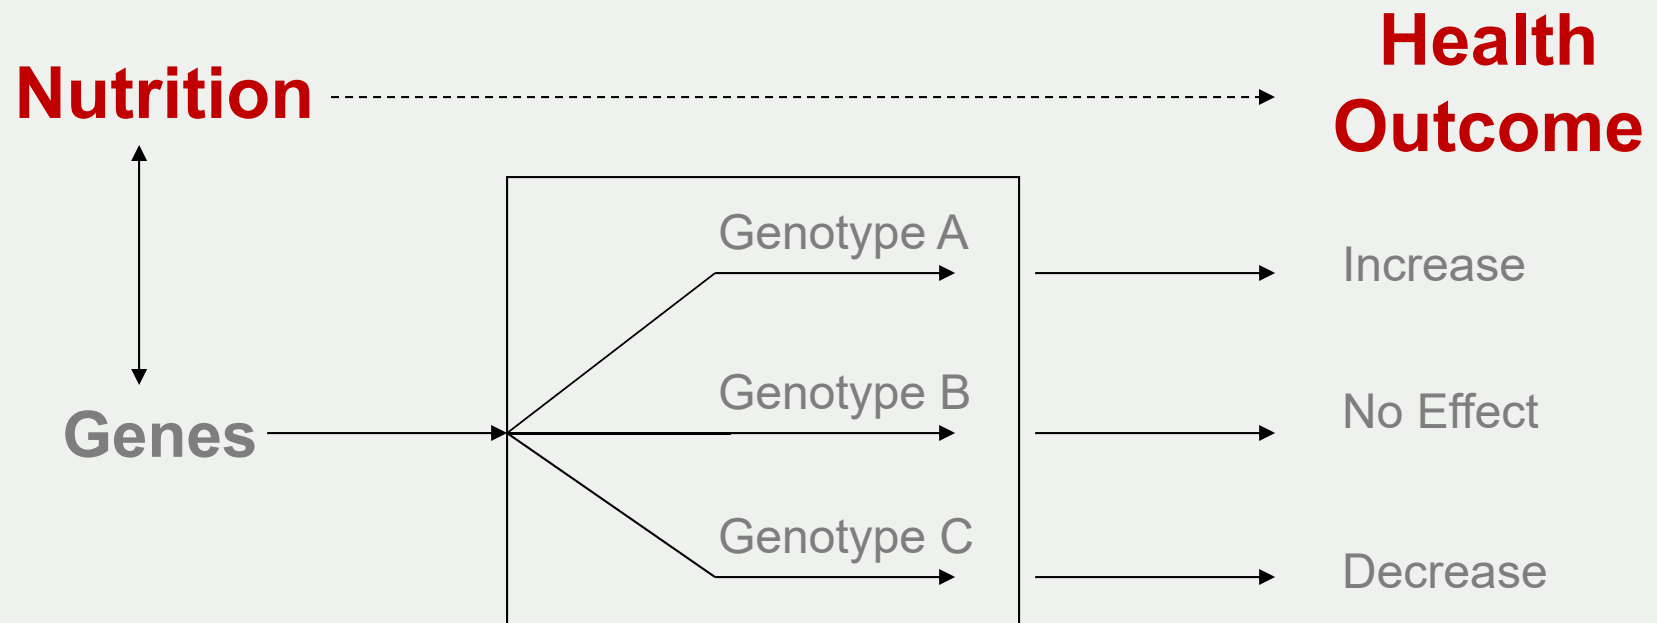 Nutrition
Health
Outcome
Genotype A
Increase
Genotype B
No Effect
Genes
Genotype C
Decrease